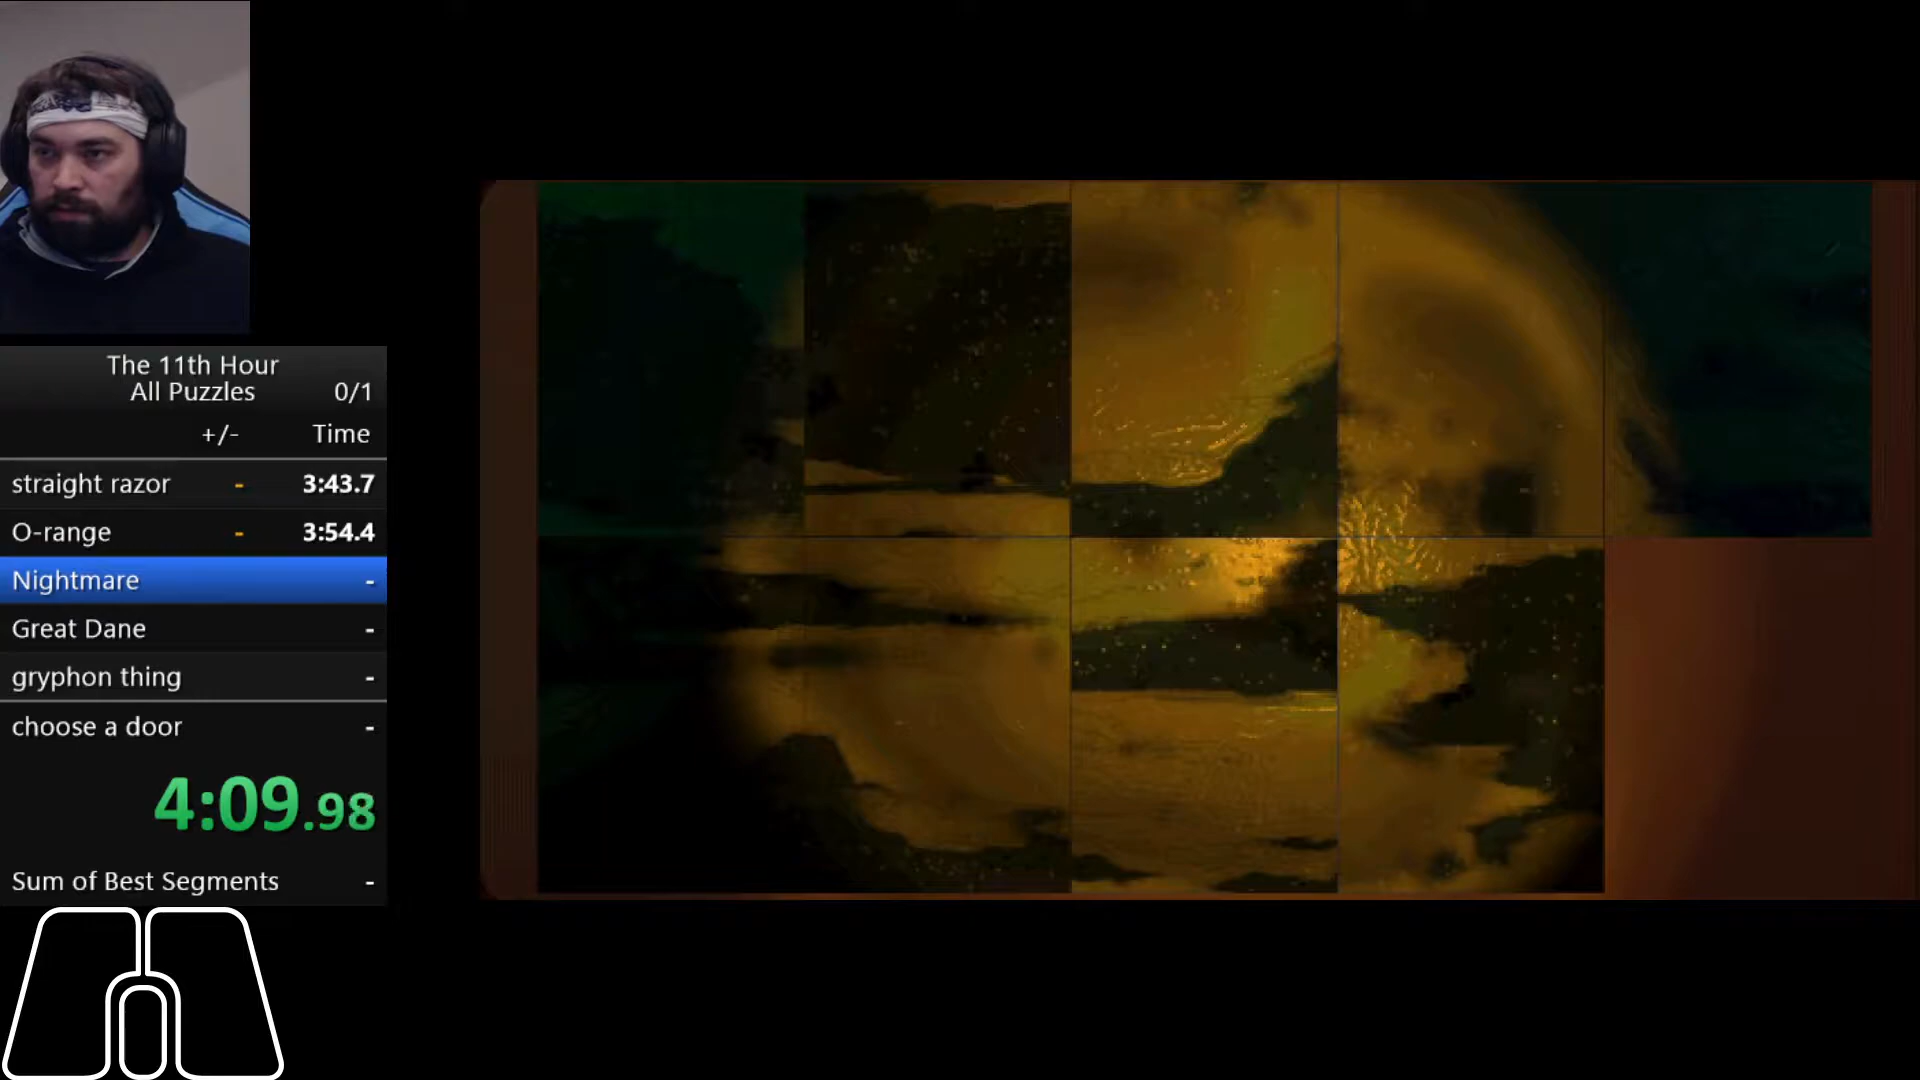 The 11th Hour
All Puzzles 0/1
+/- Time
straight razor - 3:43.7
O-range - 3:54.4
Nightmare -
Great Dane -
gryphon thing -
choose a door -
4:09.98
Sum of Best Segments -